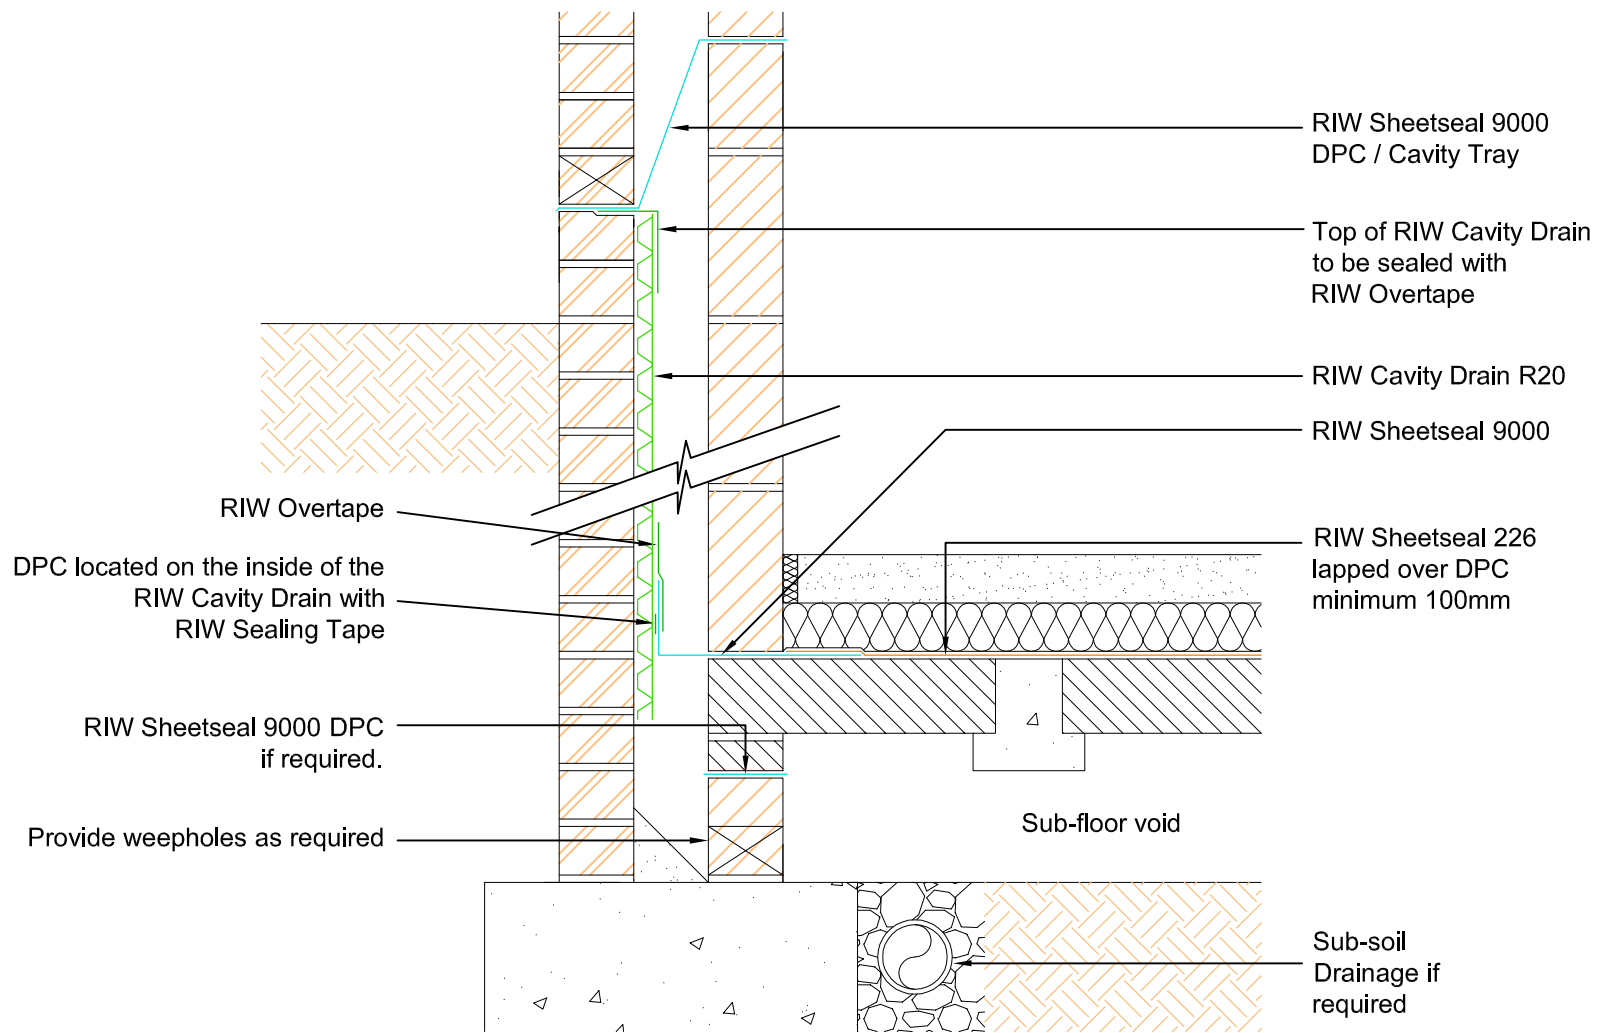 RIW Sheetseal 9000
DPC / Cavity Tray
Top of RIW Cavity Drain
to be sealed with
RIW Overtape
RIW Cavity Drain R20
RIW Sheetseal 9000
RIW Overtape
RIW Sheetseal 226
lapped over DPC
minimum 100mm
DPC located on the inside of the
RIW Cavity Drain with
RIW Sealing Tape
RIW Sheetseal 9000 DPC
if required.
Provide weepholes as required
Sub-floor void
Sub-soil
Drainage if
required